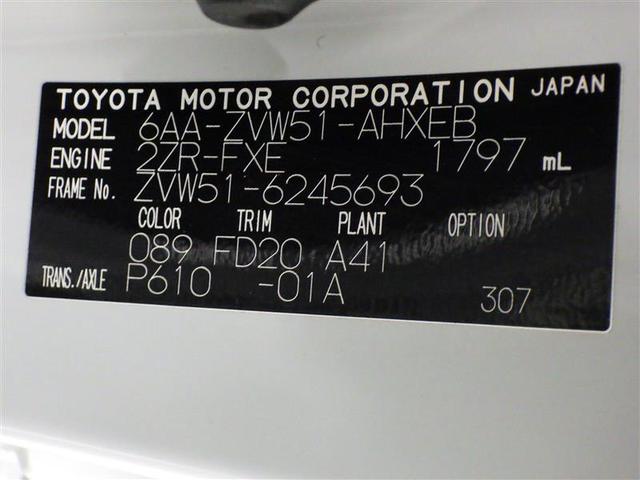 TOYOTA MOTOR CORPORATION JAPAN
MODEL 6AA-ZVW51-AHXEB
ENGINE 2ZR-FXE 1797 mL
FRAME No. ZVW51-6245693
COLOR TRIM PLANT OPTION
089 FD20 A41
TRANS./AXLE P610 -01A
307